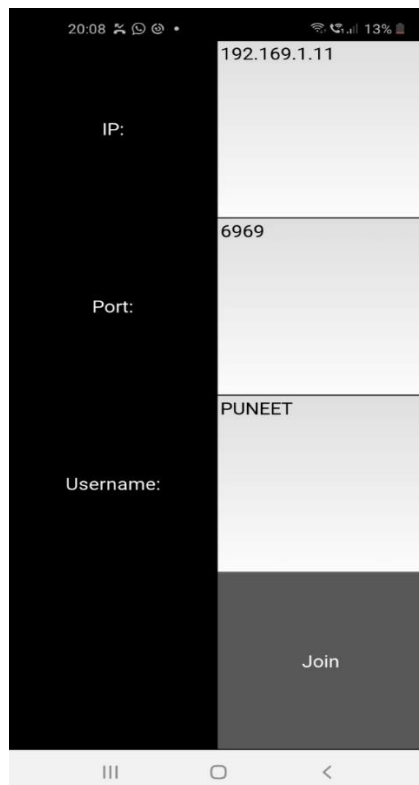 20:08 13%
IP: 192.169.1.11
Port: 6969
Username: PUNEET
Join